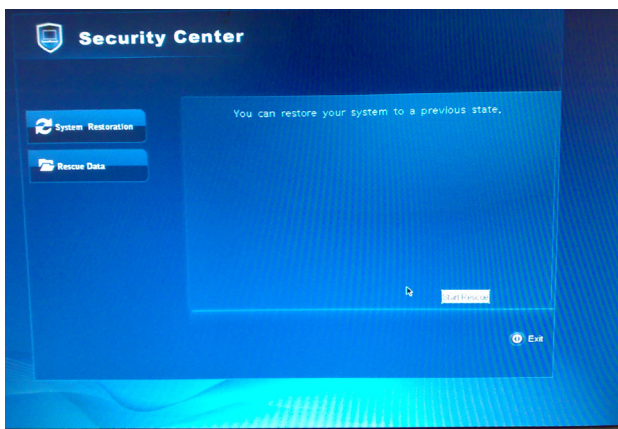 Security Center
You can restore your system to a previous state.
System Restoration
Rescue Data
Start Rescue
Exit